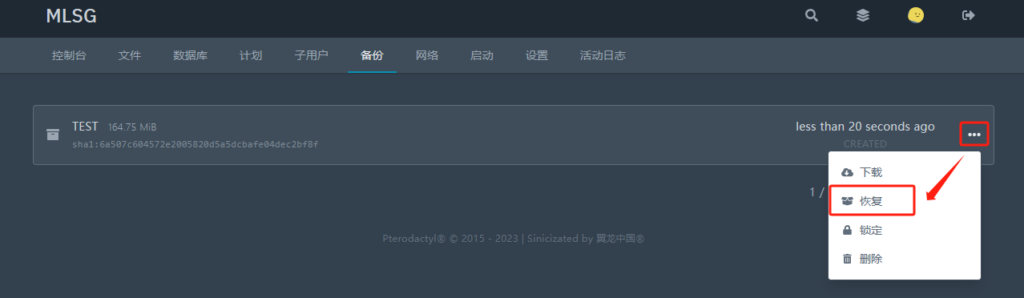 MLSG
控制台 文件 数据库 计划 子用户 备份 网络 启动 设置 活动日志
TEST 164.75 MiB less than 20 seconds ago
sha1:6a507c604572e2005820d5a5dcbafe04dec2bf8f CREATED
下载
1 /
恢复
锁定
Pterodactyl® © 2015 - 2023 | Sinicizated by 翼龙中国®
删除